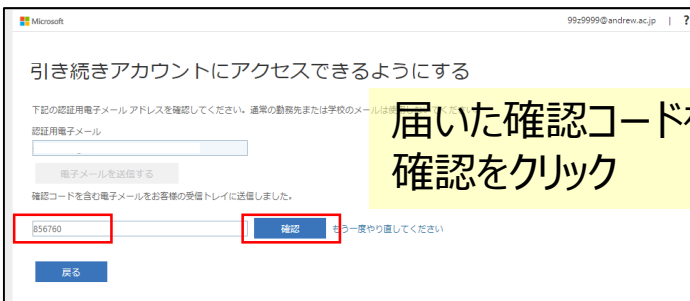 Microsoft
99z9999@andrew.ac.jp | ?
引き続きアカウントにアクセスできるようにする
下記の認証用電子メール アドレスを確認してください。通常の勤務先または学校のメールは使
届いた確認コード
確認をクリック
認証用電子メール
電子メールを送信する
確認コードを含む電子メールをお客様の受信トレイに送信しました。
856760
確認
もう一度やり直してください
戻る